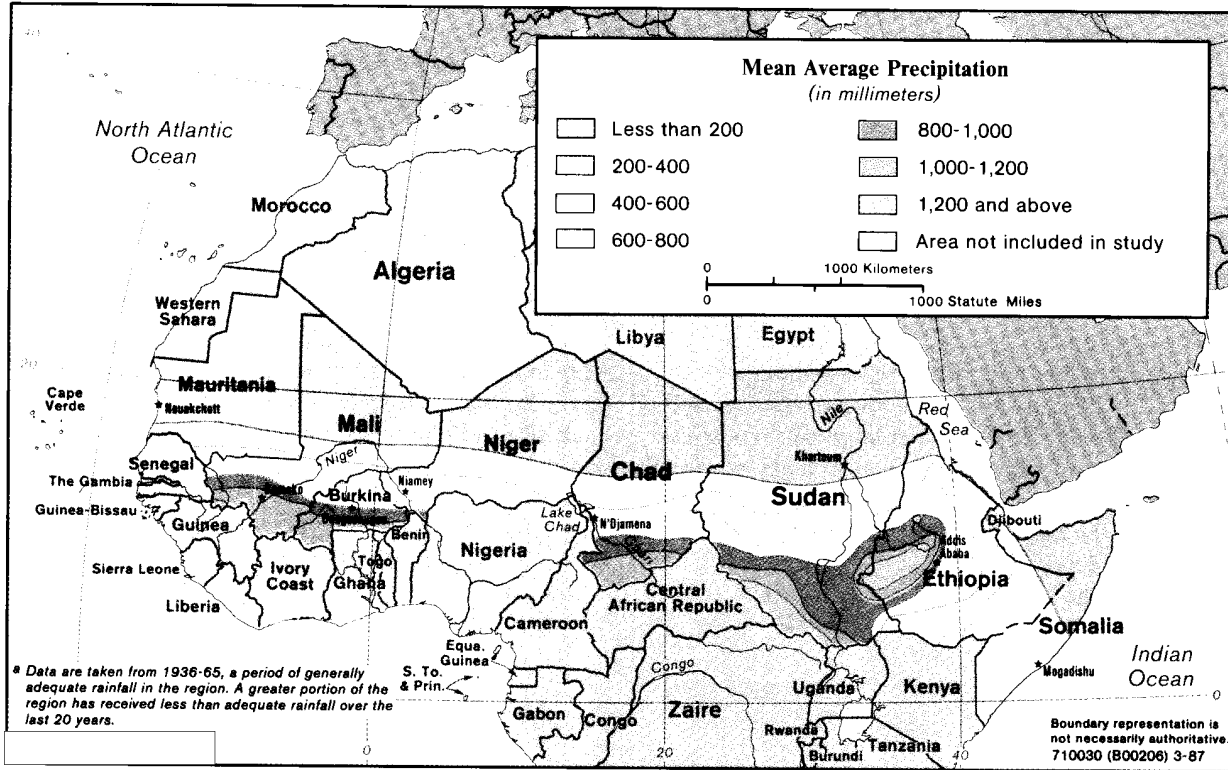 Mean Average Precipitation
(in millimeters)
Less than 200
200-400
400-600
600-800
800-1,000
1,000-1,200
1,200 and above
Area not included in study
0
1000 Kilometers
0
1000 Statute Miles
40
North Atlantic
Ocean
Morocco
Algeria
Libya
Egypt
Western
Sahara
20
Mauritania
Cape
Verde
Nouakchott
Mali
Niger
Chad
Sudan
Nile
Red
Sea
Khartoum
Senegal
Niger
The Gambia
Niamey
Guinea-Bissau
Burkina
Lake
Chad
N'Djamena
Djibouti
Guinea
Benin
Nigeria
Addis
Ababa
Sierra Leone
Ivory
Coast
Togo
Ghana
Ethiopia
Liberia
Central
African Republic
Cameroon
Somalia
Equa.
Guinea
S. To.
& Prin.
Congo
Uganda
Kenya
Mogadishu
Indian
Ocean
Gabon
Congo
Zaire
Rwanda
Burundi
Tanzania
0
0
20
40
a Data are taken from 1936-65, a period of generally
adequate rainfall in the region. A greater portion of the
region has received less than adequate rainfall over the
last 20 years.
Boundary representation is
not necessarily authoritative.
710030 (B00206) 3-87